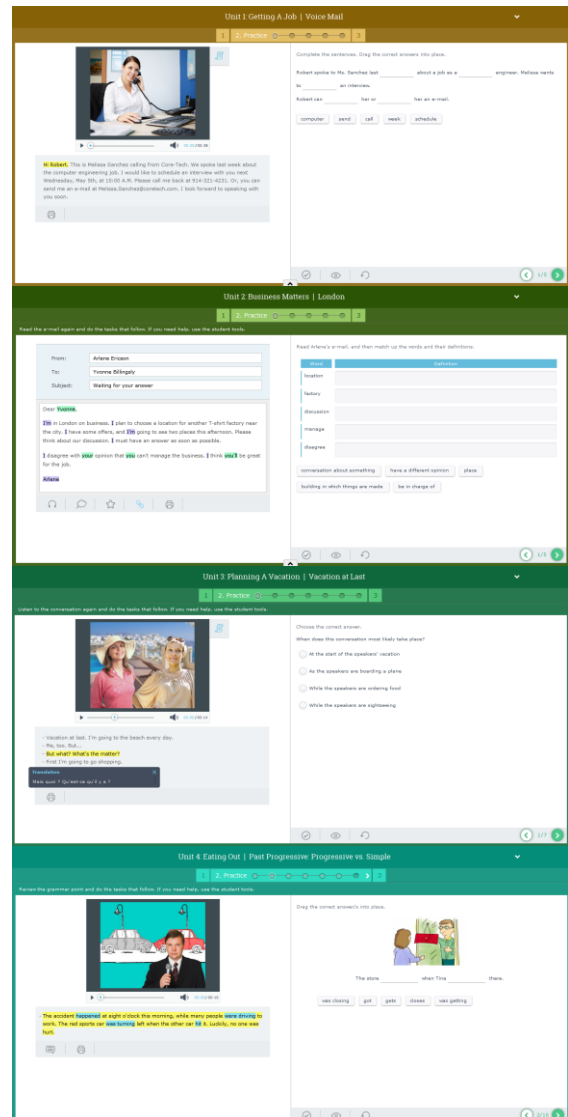 Unit 1: Getting A Job | Voice Mail
1 2. Practice 3
Complete the sentences. Drag the correct answers into place.
Robert spoke to Ms. Sanchez last ________ about a job as a ________ engineer. Melissa wants
to ________ an interview.
Robert can ________ her or ________ her an e-mail.
computer send call week schedule
Hi Robert. This is Melissa Sanchez calling from Core-Tech. We spoke last week about
the computer engineering job. I would like to schedule an interview with you next
Wednesday, May 5th, at 10:00 A.M. Please call me back at 914-321-4231. Or, you can
send me an e-mail at Melissa.Sanchez@coretech.com. I look forward to speaking with
you soon.
1/5
Unit 2: Business Matters | London
1 2. Practice 3
Read the e-mail again and do the tasks that follow. If you need help, use the student tools.
From: Arlene Ericson
To: Yvonne Billingsly
Subject: Waiting for your answer
Dear Yvonne,
I'm in London on business. I plan to choose a location for another T-shirt factory near
the city. I have some offers, and I'm going to see two places this afternoon. Please
think about our discussion. I must have an answer as soon as possible.
I disagree with your opinion that you can't manage the business. I think you'll be great
for the job.
Arlene
Read Arlene's e-mail, and then match up the words and their definitions.
Word Definition
location
factory
discussion
manage
disagree
conversation about something have a different opinion place
building in which things are made be in charge of
1/5
Unit 3: Planning A Vacation | Vacation at Last
1 2. Practice 3
Listen to the conversation again and do the tasks that follow. If you need help, use the student tools.
- Vacation at last. I'm going to the beach every day.
- Me, too. But...
- But what? What's the matter?
- First I'm going to go shopping.
Translation X
Mais quoi ? Qu'est-ce qu'il y a ?
Choose the correct answer.
When does this conversation most likely take place?
At the start of the speakers' vacation
As the speakers are boarding a plane
While the speakers are ordering food
While the speakers are sightseeing
1/7
Unit 4: Eating Out | Past Progressive: Progressive vs. Simple
1 2. Practice 3
Review the grammar point and do the tasks that follow. If you need help, use the student tools.
- The accident happened at eight o'clock this morning, while many people were driving to
work. The red sports car was turning left when the other car hit it. Luckily, no one was
hurt.
Drag the correct answers into place.
The store ________ when Tina ________ there.
was closing got gets closes was getting
2/10